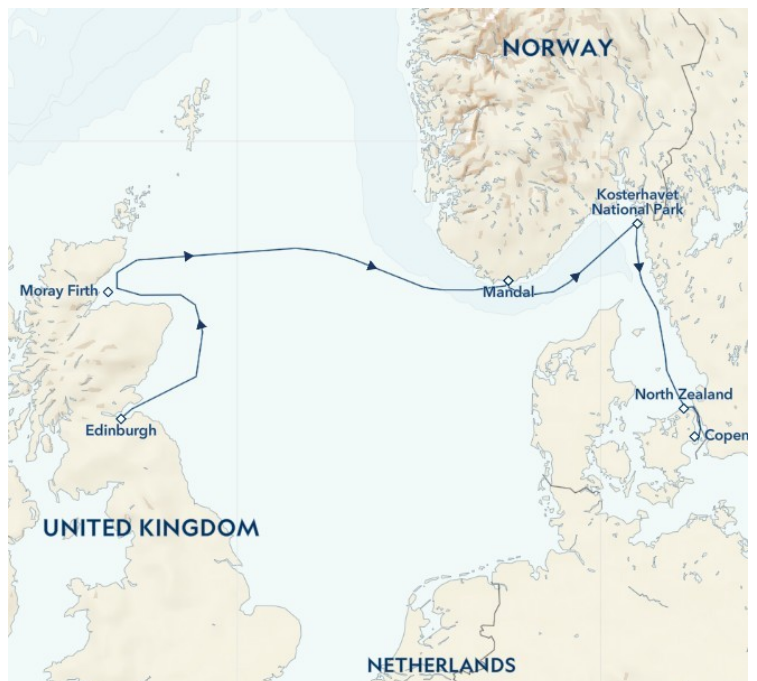 NORWAY
Kosterhavet
National Park
Moray Firth
Mandal
North Zealand
Edinburgh
Copen
UNITED KINGDOM
NETHERLANDS